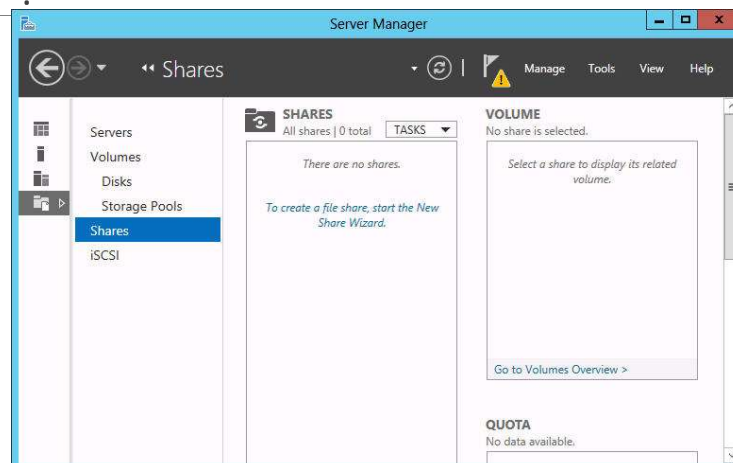 Server Manager
Shares
Manage Tools View Help
Servers
Volumes
Disks
Storage Pools
Shares
iSCSI
SHARES
All shares | 0 total TASKS
There are no shares.
To create a file share, start the New
Share Wizard.
VOLUME
No share is selected.
Select a share to display its related
volume.
Go to Volumes Overview >
QUOTA
No data available.